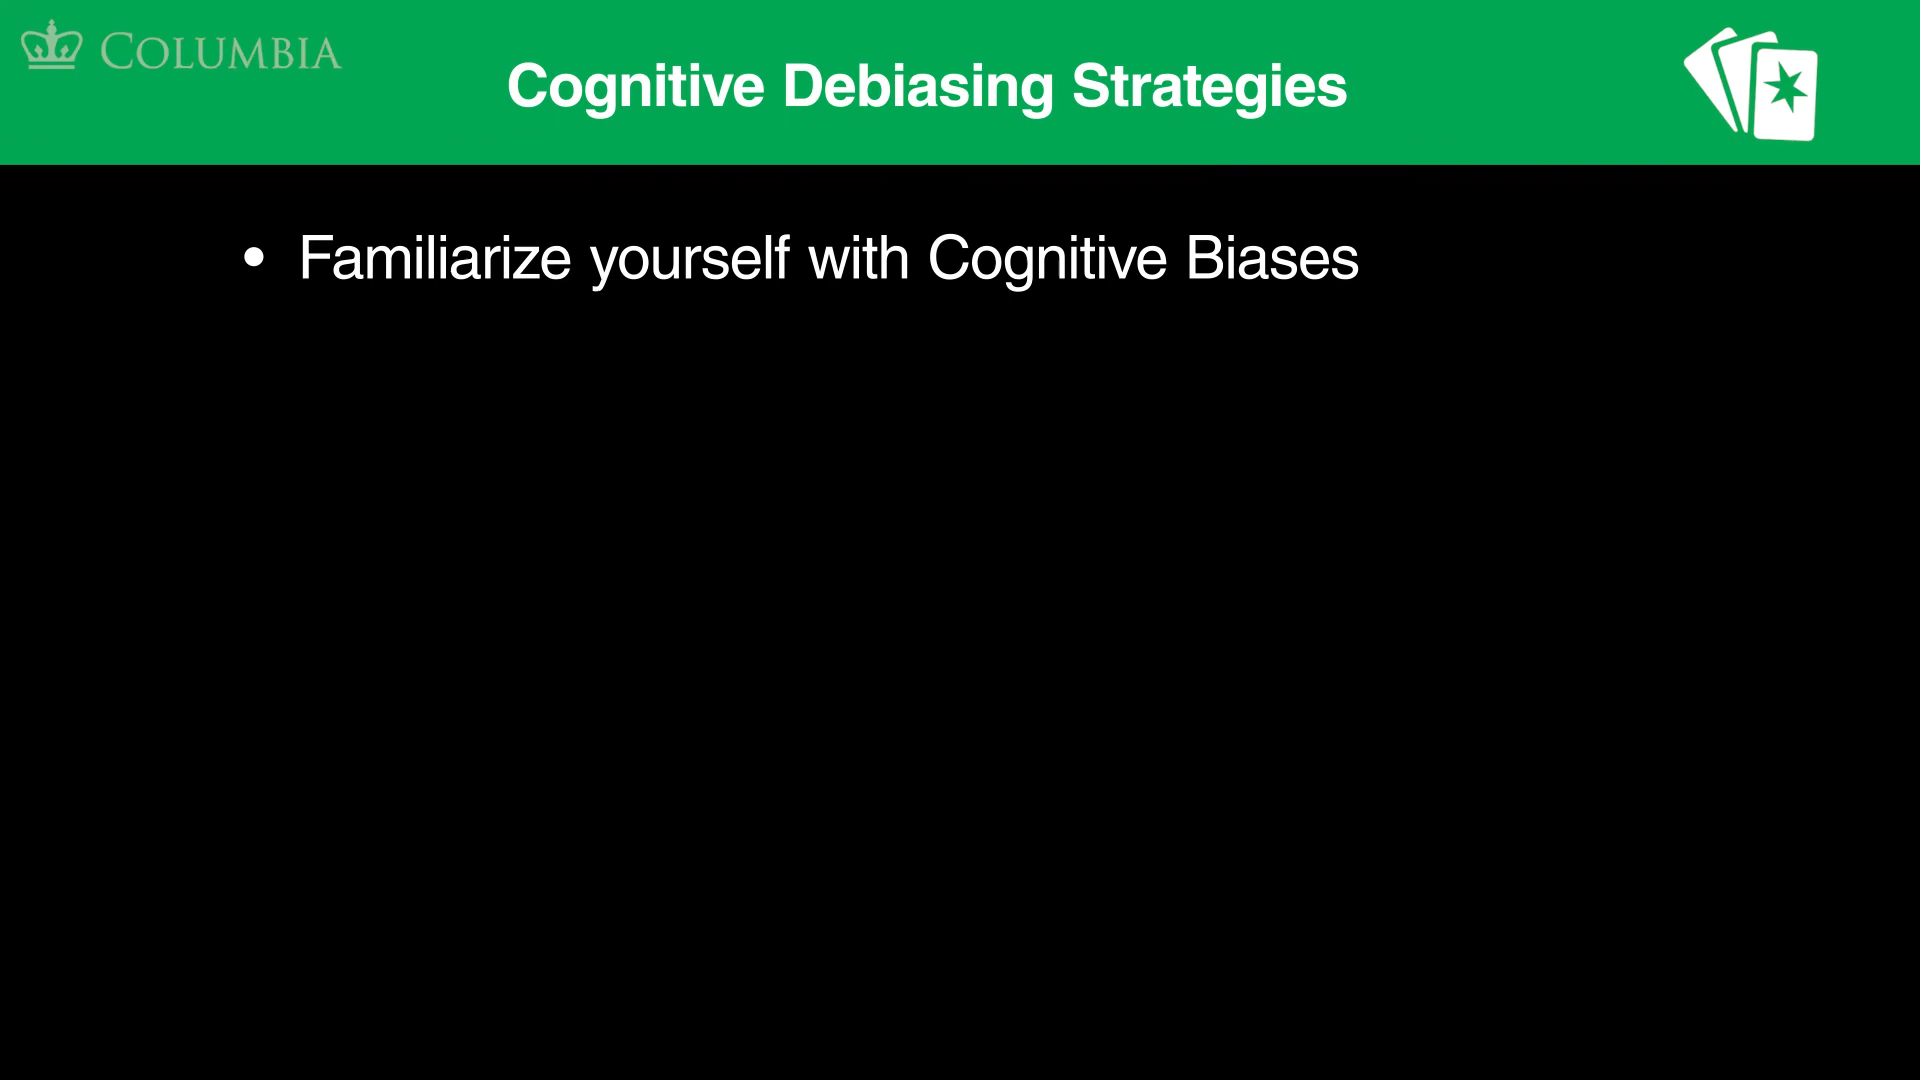 COLUMBIA
Cognitive Debiasing Strategies
• Familiarize yourself with Cognitive Biases